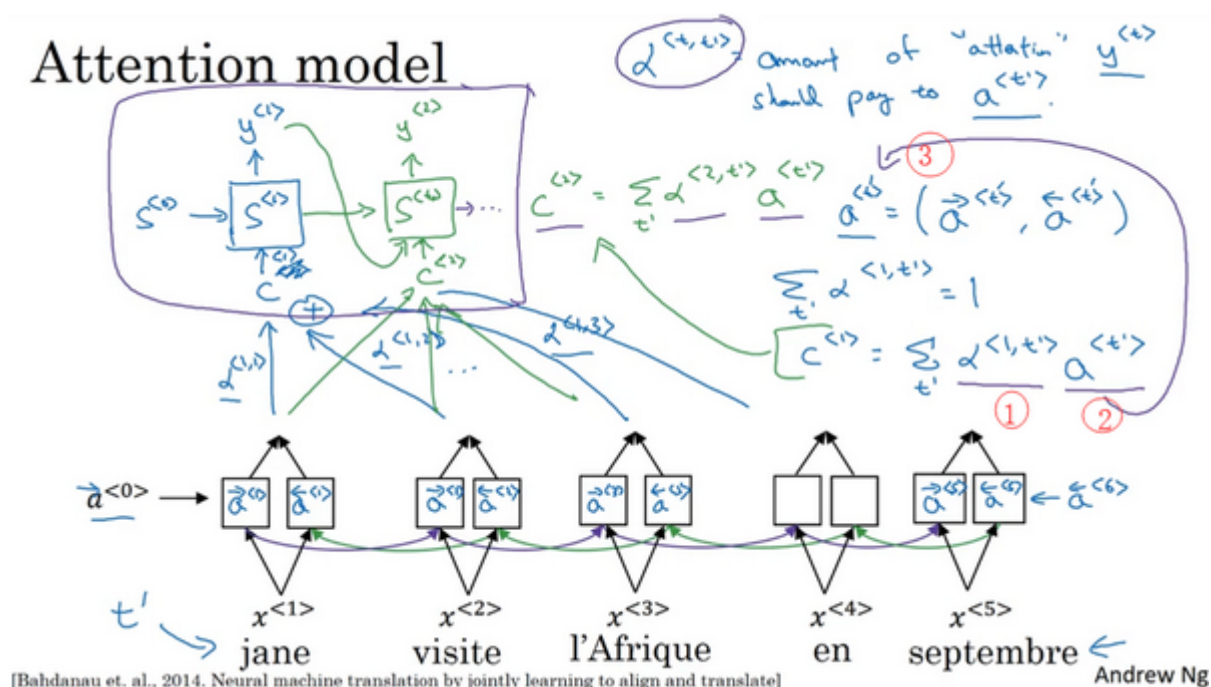 Attention model
α<t,t'> = amount of "attention" y<t>
should pay to a<t'>.
y<1> y<2>
③
S<0> → S<1> → S<2> → ...
C<2> = Σt' α<2,t'> a<t'>
a<t'> = (→a<t'>, ←a<t'>)
C<1> C<2>
Σt' α<1,t'> = 1
+
α<1,1> α<1,2> ... α<1,3>
C<1> = Σt' α<1,t'> a<t'>
① ②
→a<0>
→a<1> ←a<1> →a<2> ←a<2> →a<3> ←a<3> →a<5> ←a<5> ←a<6>
x<1> x<2> x<3> x<4> x<5>
t'
jane visite l'Afrique en septembre
[Bahdanau et. al., 2014. Neural machine translation by jointly learning to align and translate]
Andrew Ng